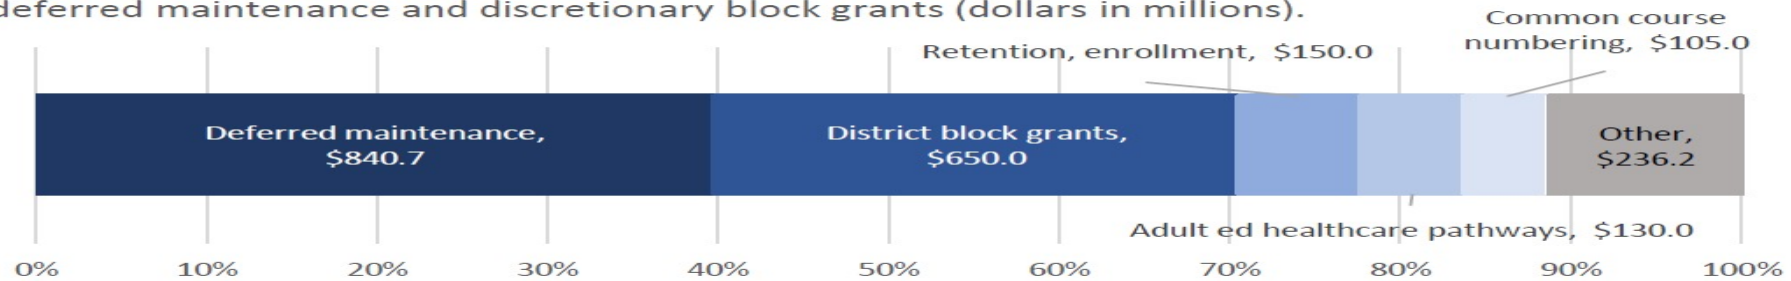 deferred maintenance and discretionary block grants (dollars in millions).
Common course
numbering, $105.0
Retention, enrollment, $150.0
Deferred maintenance,
$840.7
District block grants,
$650.0
Other,
$236.2
Adult ed healthcare pathways, $130.0
0% 10% 20% 30% 40% 50% 60% 70% 80% 90% 100%